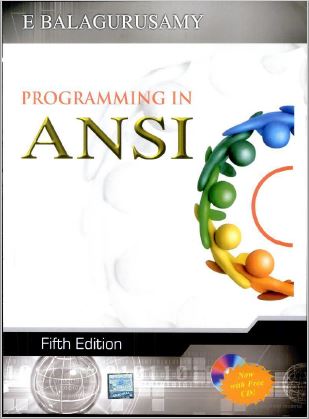 E BALAGURUSAMY
PROGRAMMING IN
ANSI
Fifth Edition
Now
with Free
CD!